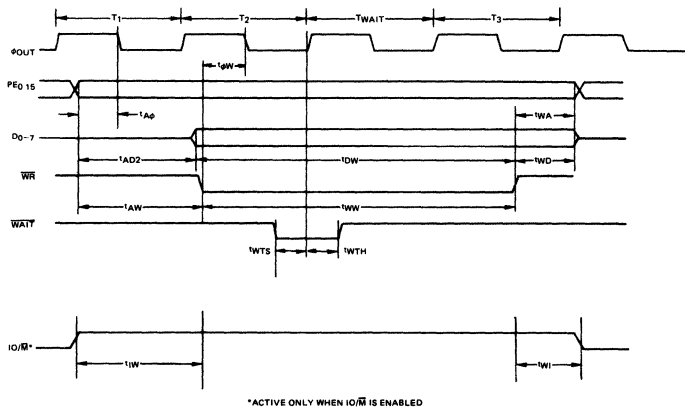 T1 T2 TWAIT T3
φOUT
tφW
PE0 15
tAφ tWA
D0-7
tAD2 tDW tWD
WR
tAW tWW
WAIT
tWTS tWTH
IO/M*
tIW tWI
*ACTIVE ONLY WHEN IO/M IS ENABLED